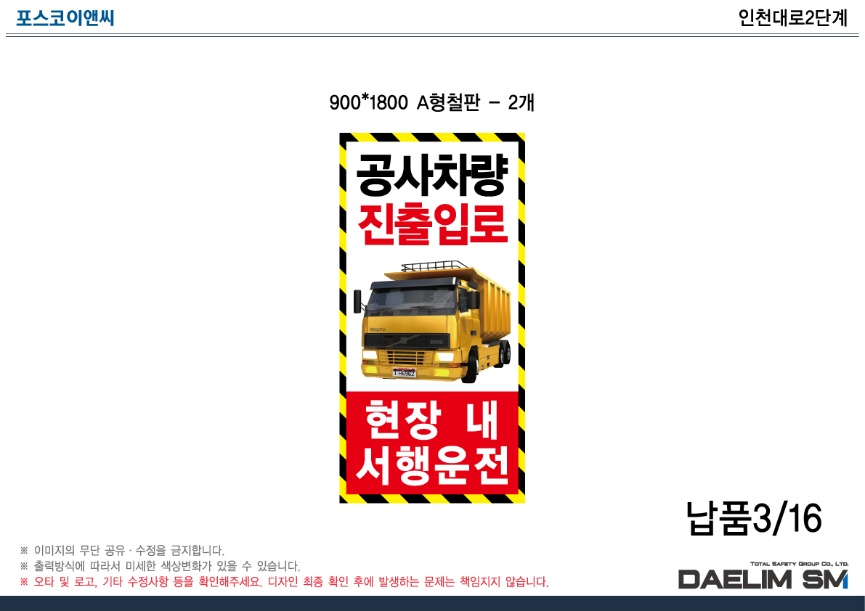 포스코이앤씨
인천대로2단계
900*1800 A형철판 - 2개
공사차량
진출입로
VOLVO
현장 내
서행운전
납품3/16
※ 이미지의 무단 공유·수정을 금지합니다.
※ 출력방식에 따라서 미세한 색상변화가 있을 수 있습니다.
※ 오타 및 로고, 기타 수정사항 등을 확인해주세요. 디자인 최종 확인 후에 발생하는 문제는 책임지지 않습니다.
TOTAL SAFETY GROUP CO., LTD.
DAELIM SM